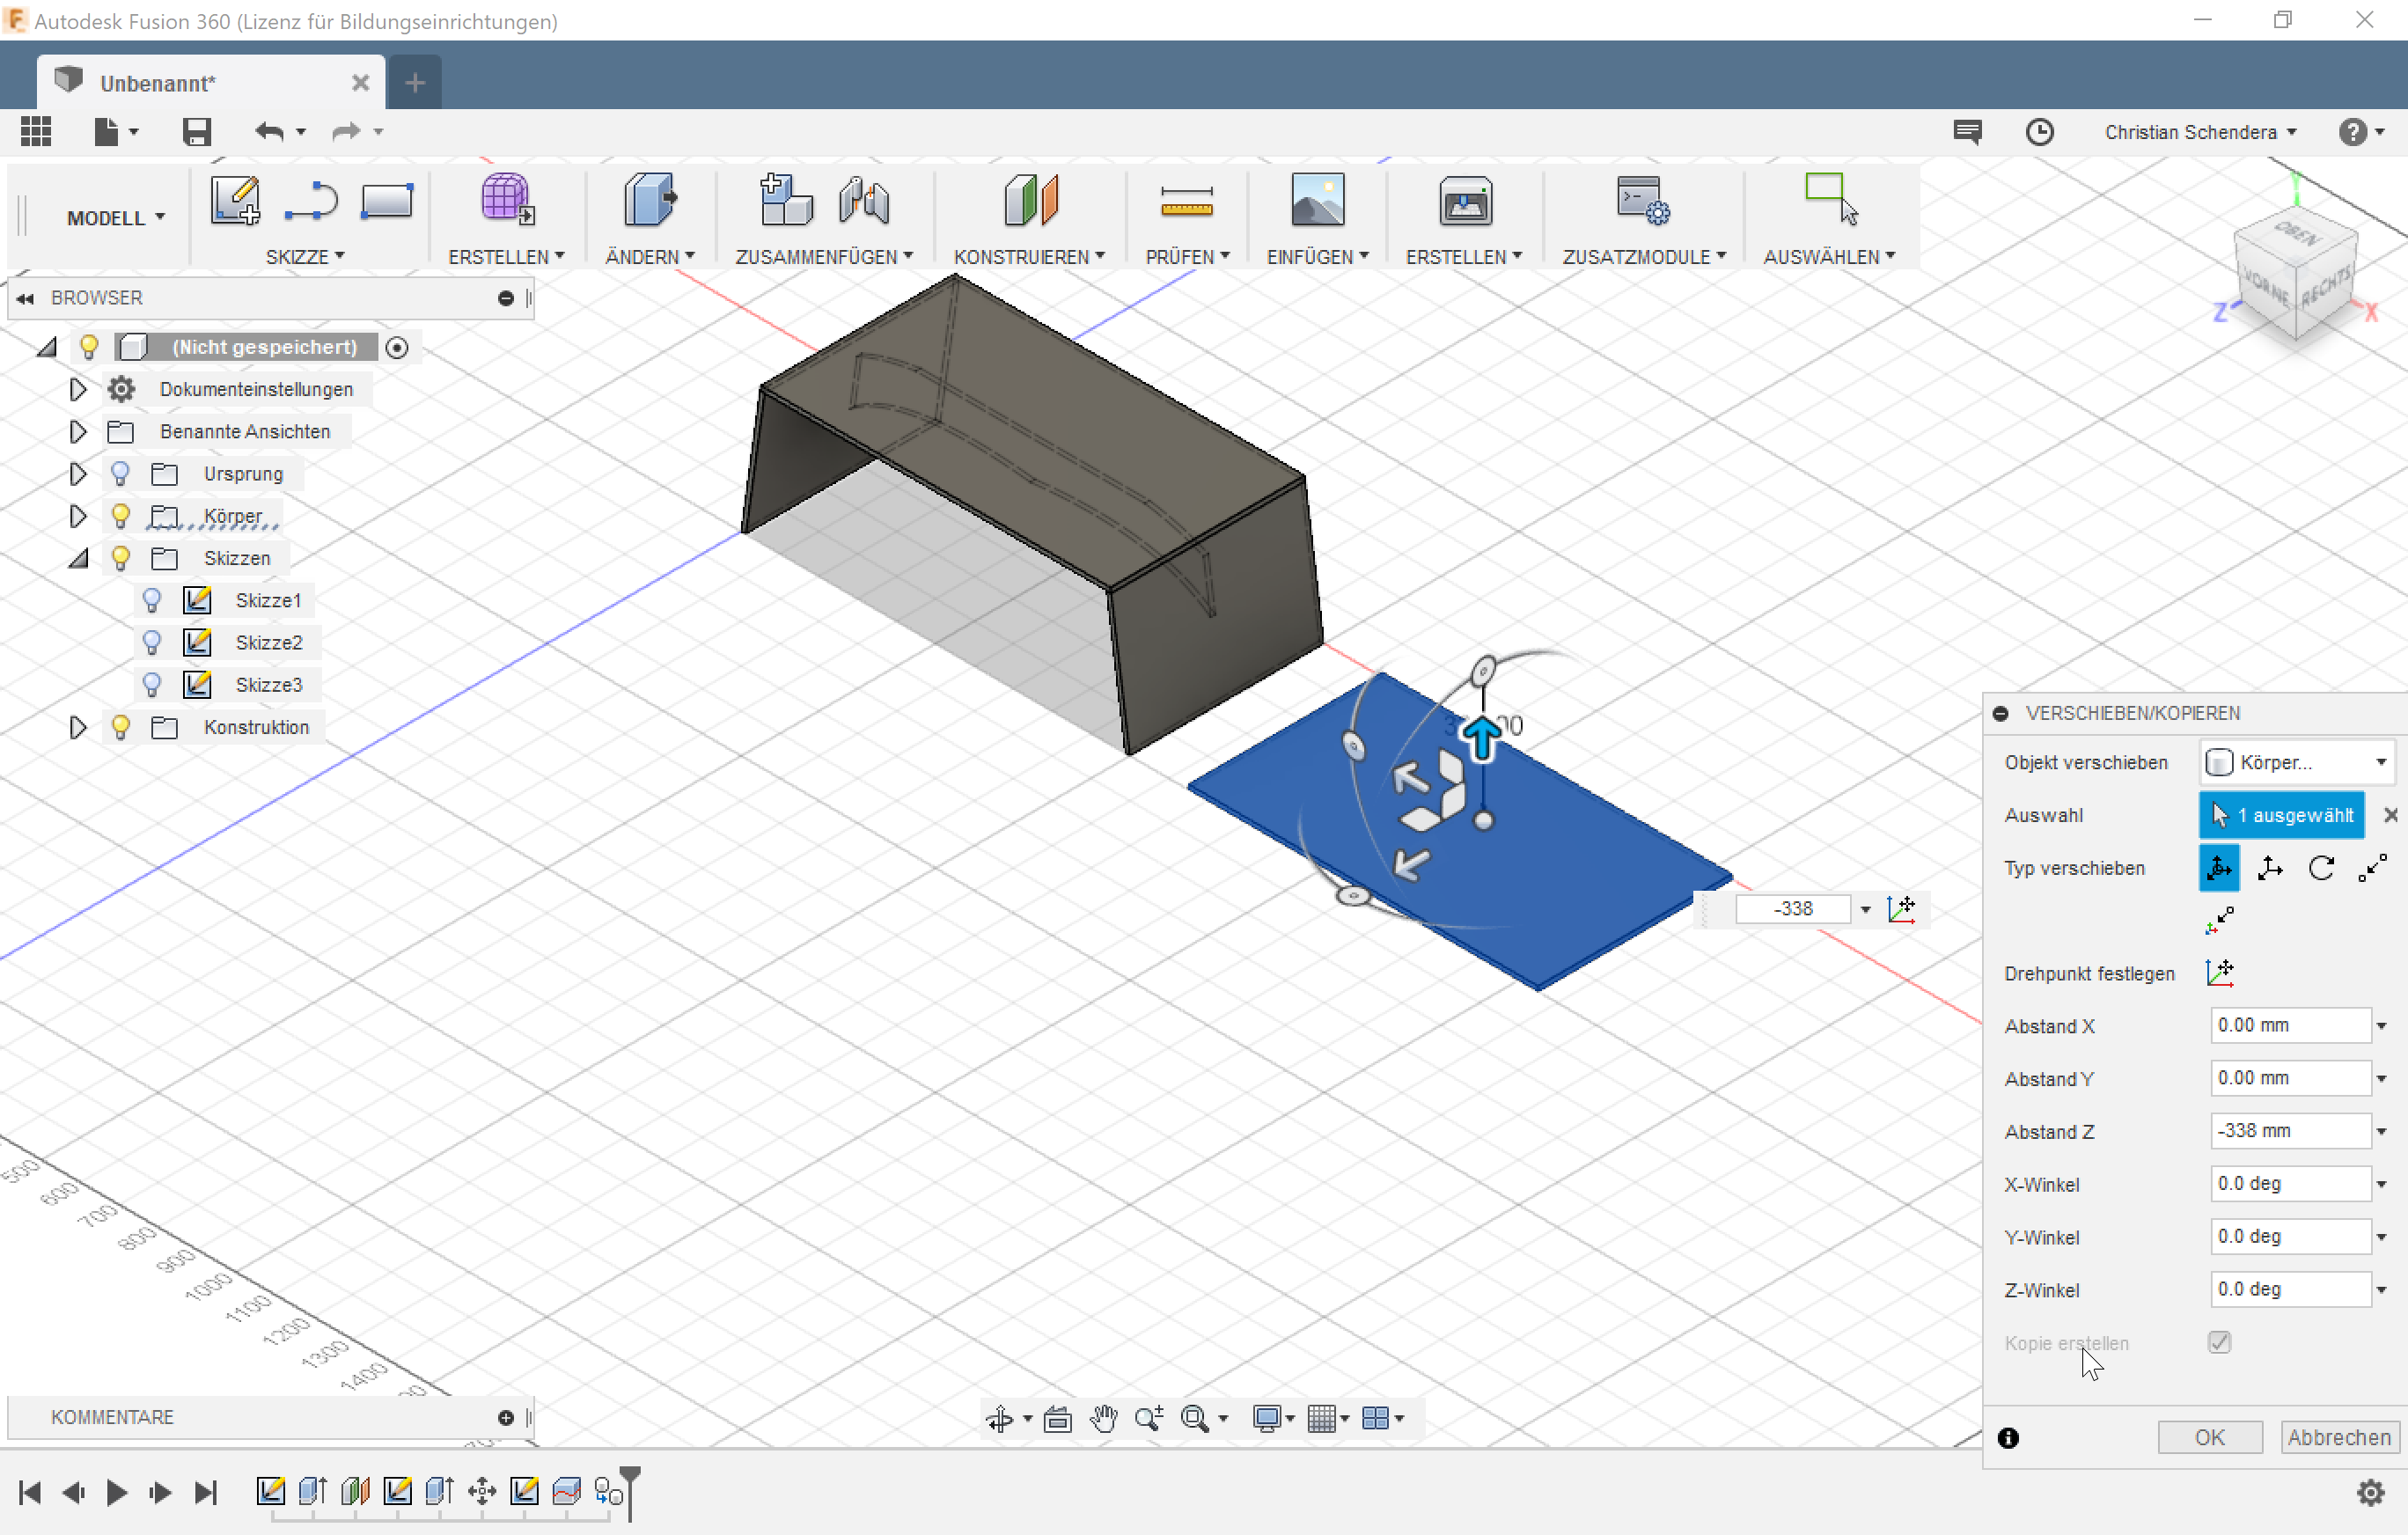 Autodesk Fusion 360 (Lizenz für Bildungseinrichtungen)
Unbenannt*
Christian Schendera
MODELL
SKIZZE
ERSTELLEN
ÄNDERN
ZUSAMMENFÜGEN
KONSTRUIEREN
PRÜFEN
EINFÜGEN
ERSTELLEN
ZUSATZMODULE
AUSWÄHLEN
OBEN
VORNE
RECHTS
Y
Z
X
BROWSER
(Nicht gespeichert)
Dokumenteinstellungen
Benannte Ansichten
Ursprung
Körper
Skizzen
Skizze1
Skizze2
Skizze3
Konstruktion
-338
VERSCHIEBEN/KOPIEREN
Objekt verschieben Körper...
Auswahl 1 ausgewählt
Typ verschieben
Drehpunkt festlegen
Abstand X 0.00 mm
Abstand Y 0.00 mm
Abstand Z -338 mm
X-Winkel 0.0 deg
Y-Winkel 0.0 deg
Z-Winkel 0.0 deg
Kopie erstellen
OK Abbrechen
500
600
700
800
900
1000
1100
1200
1300
1400
KOMMENTARE